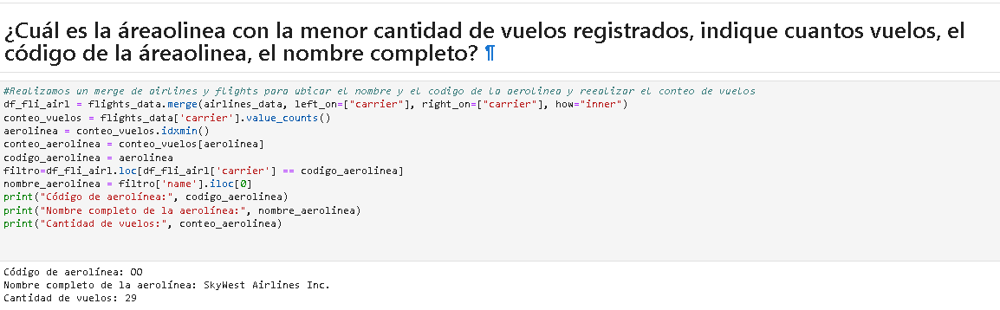 ¿Cuál es la áreaolinea con la menor cantidad de vuelos registrados, indique cuantos vuelos, el
código de la áreaolinea, el nombre completo? ¶
#Realizamos un merge de airlines y flights para ubicar el nombre y el codigo de la aerolinea y reealizar el conteo de vuelos
df_fli_airl = flights_data.merge(airlines_data, left_on=["carrier"], right_on=["carrier"], how="inner")
conteo_vuelos = flights_data['carrier'].value_counts()
aerolinea = conteo_vuelos.idxmin()
conteo_aerolinea = conteo_vuelos[aerolinea]
codigo_aerolinea = aerolinea
filtro=df_fli_airl.loc[df_fli_airl['carrier'] == codigo_aerolinea]
nombre_aerolinea = filtro['name'].iloc[0]
print("Código de aerolínea:", codigo_aerolinea)
print("Nombre completo de la aerolínea:", nombre_aerolinea)
print("Cantidad de vuelos:", conteo_aerolinea)
Código de aerolínea: OO
Nombre completo de la aerolínea: SkyWest Airlines Inc.
Cantidad de vuelos: 29